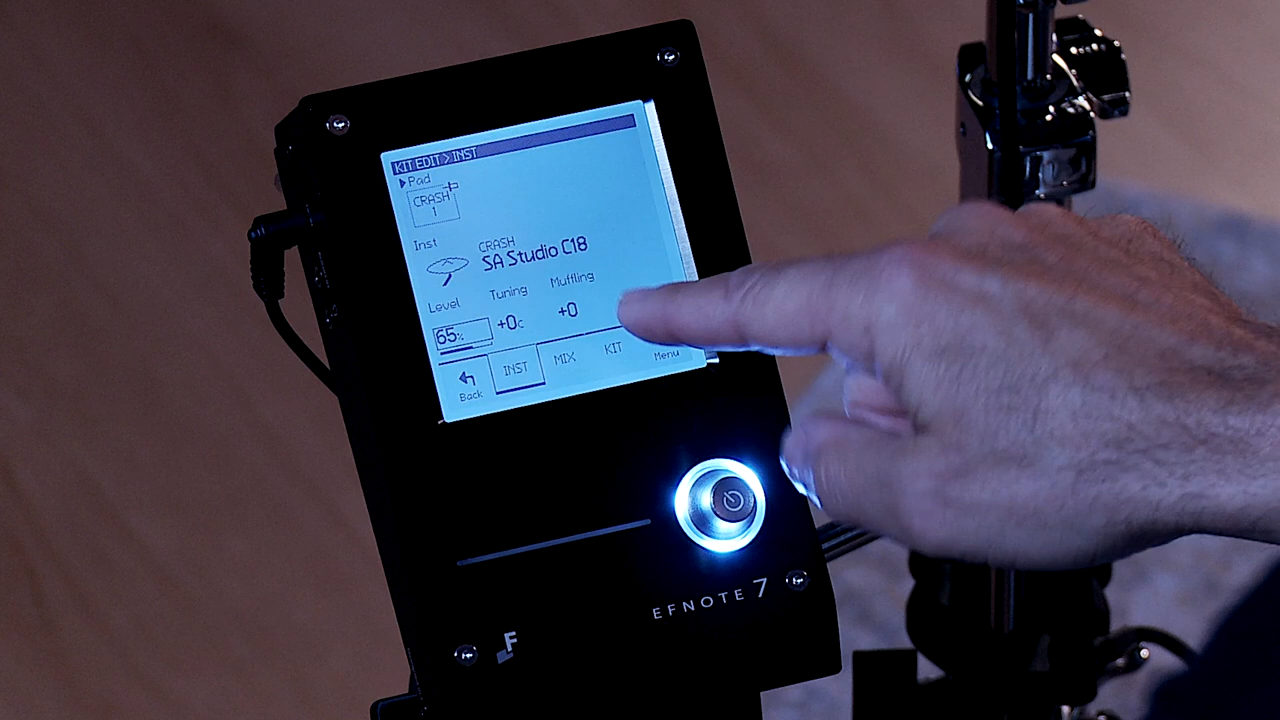 KIT EDIT > INST
▶Pad
CRASH
1
Inst
CRASH
SA Studio C18
Level Tuning Muffling
65% +0c +0
Back INST MIX KIT Menu
EFNOTE 7
F